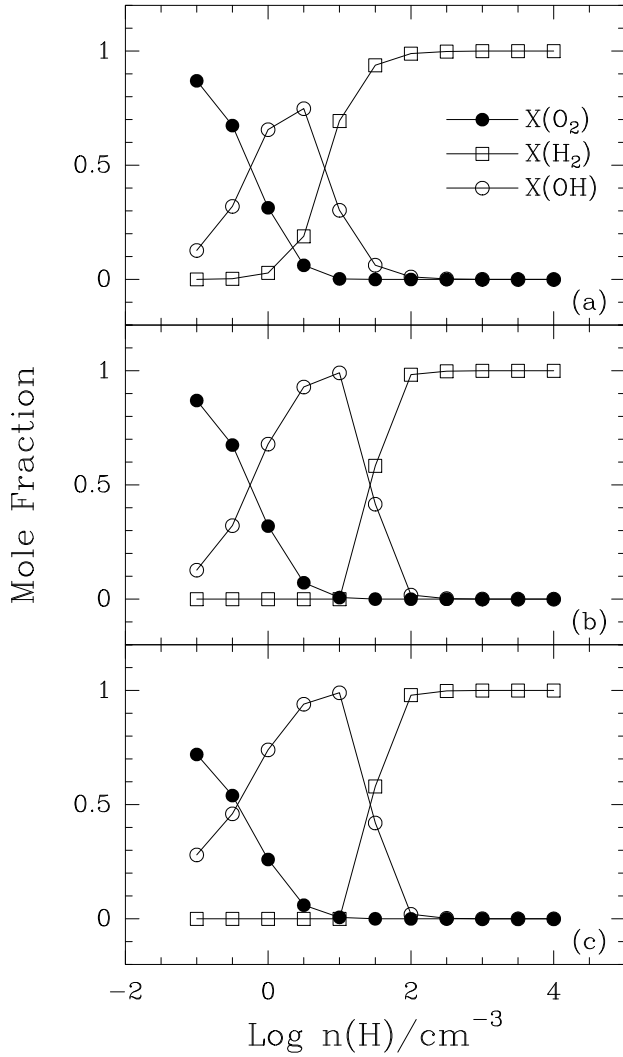 1
0.5
0
X(O₂)
X(H₂)
X(OH)
(a)
1
0.5
0
(b)
1
0.5
0
(c)
Mole Fraction
−2 0 2 4
Log n(H)/cm⁻³